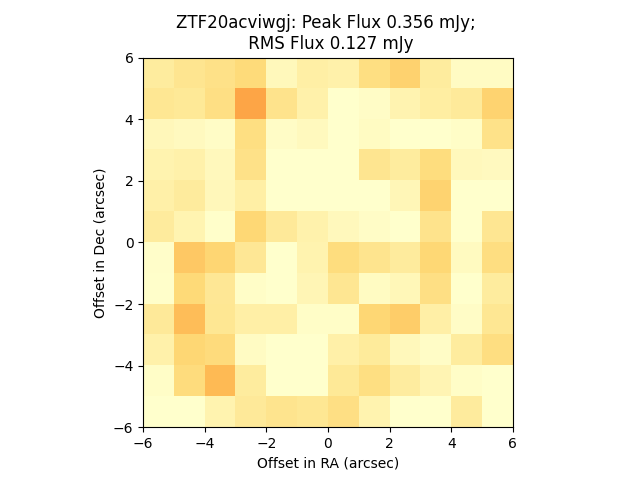 ZTF20acviwgj: Peak Flux 0.356 mJy;
RMS Flux 0.127 mJy
6
4
2
0
−2
−4
−6
Offset in Dec (arcsec)
−6 −4 −2 0 2 4 6
Offset in RA (arcsec)